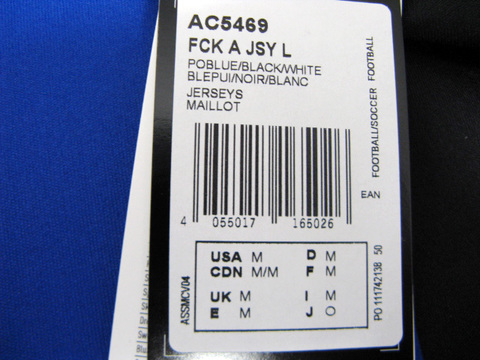 AC5469
FCK A JSY L
POBLUE/BLACK/WHITE
BLEPUI/NOIR/BLANC
JERSEYS
MAILLOT
FOOTBALL/SOCCER FOOTBALL
EAN
4 055017 165026
USA M D M
CDN M/M F M
UK M I M
E M J O
ASSMCV04
PO 111742138 50